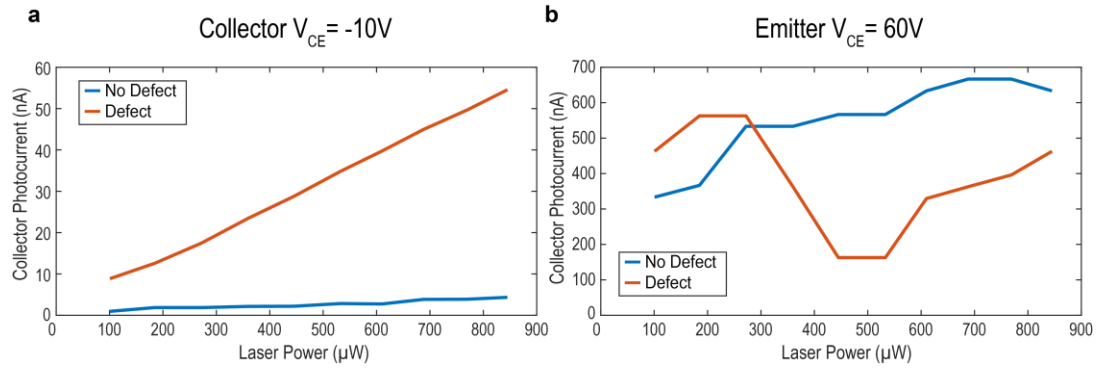 a
Collector V_CE = -10V
Collector Photocurrent (nA)
60
50
40
30
20
10
0
No Defect
Defect
0 100 200 300 400 500 600 700 800 900
Laser Power (µW)
b
Emitter V_CE = 60V
Collector Photocurrent (nA)
700
600
500
400
300
200
100
0
No Defect
Defect
0 100 200 300 400 500 600 700 800 900
Laser Power (µW)